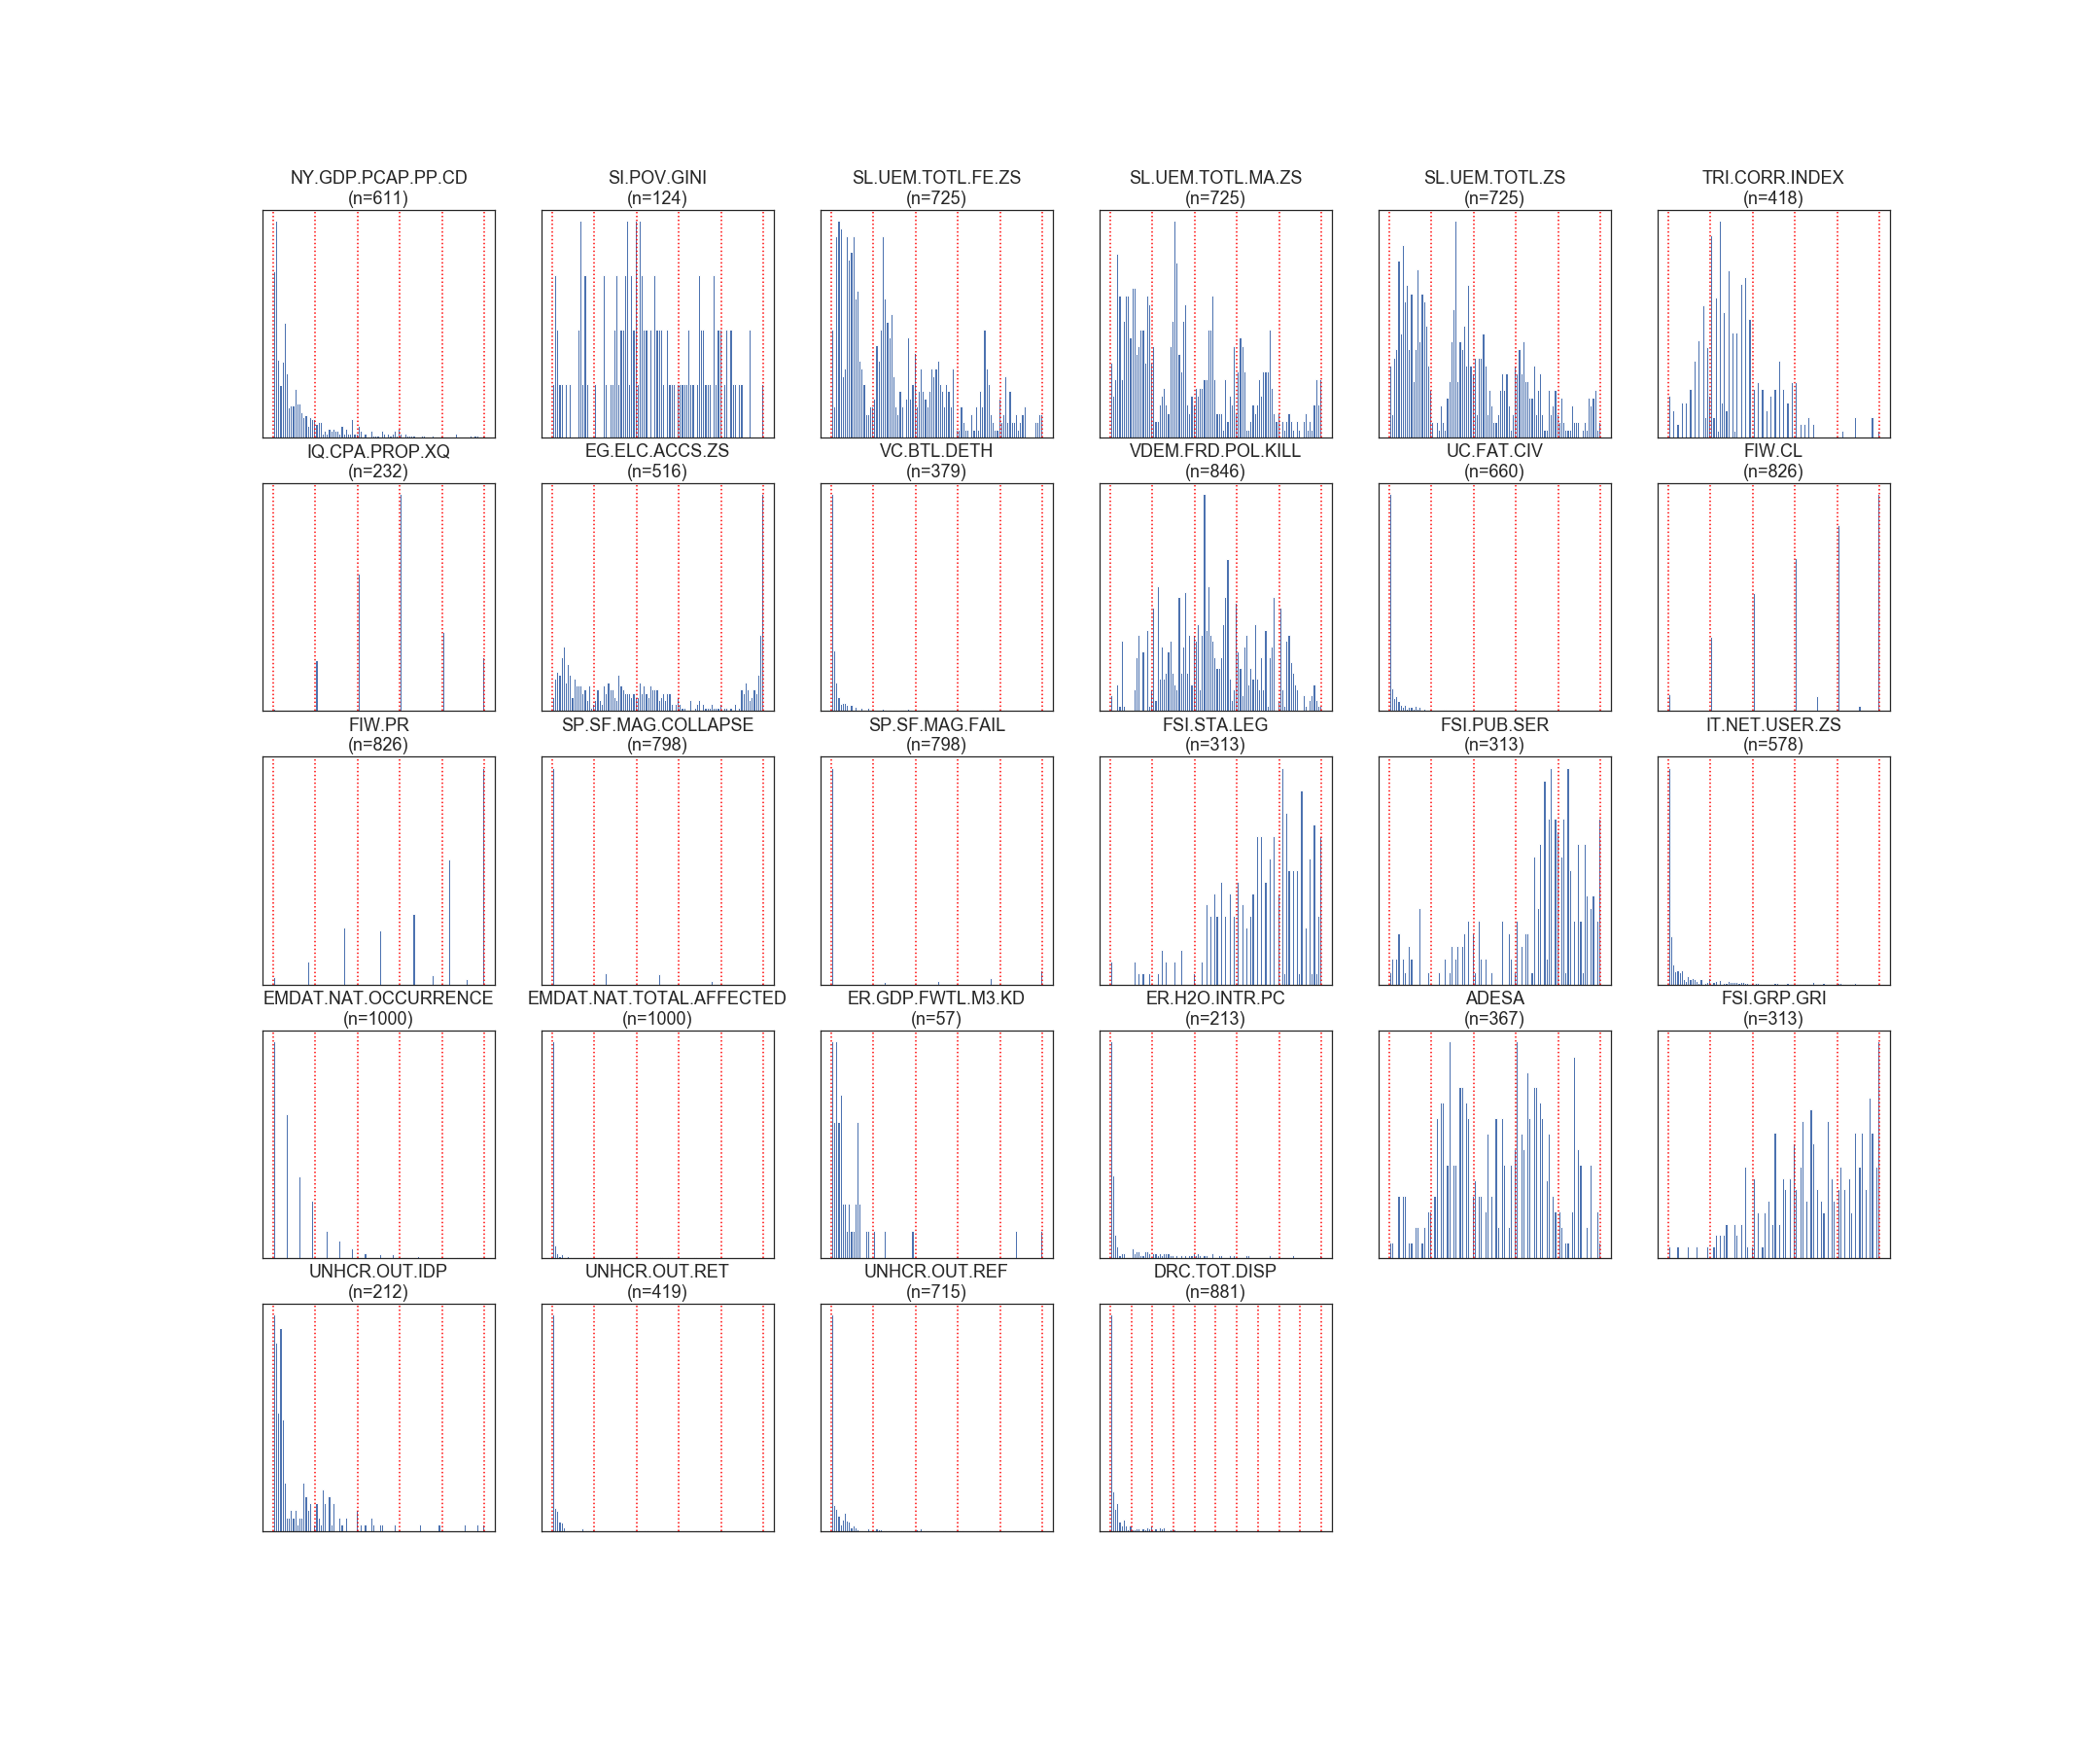 NY.GDP.PCAP.PP.CD
(n=611)
SI.POV.GINI
(n=124)
SL.UEM.TOTL.FE.ZS
(n=725)
SL.UEM.TOTL.MA.ZS
(n=725)
SL.UEM.TOTL.ZS
(n=725)
TRI.CORR.INDEX
(n=418)
IQ.CPA.PROP.XQ
(n=232)
EG.ELC.ACCS.ZS
(n=516)
VC.BTL.DETH
(n=379)
VDEM.FRD.POL.KILL
(n=846)
UC.FAT.CIV
(n=660)
FIW.CL
(n=826)
FIW.PR
(n=826)
SP.SF.MAG.COLLAPSE
(n=798)
SP.SF.MAG.FAIL
(n=798)
FSI.STA.LEG
(n=313)
FSI.PUB.SER
(n=313)
IT.NET.USER.ZS
(n=578)
EMDAT.NAT.OCCURRENCE
(n=1000)
EMDAT.NAT.TOTAL.AFFECTED
(n=1000)
ER.GDP.FWTL.M3.KD
(n=57)
ER.H2O.INTR.PC
(n=213)
ADESA
(n=367)
FSI.GRP.GRI
(n=313)
UNHCR.OUT.IDP
(n=212)
UNHCR.OUT.RET
(n=419)
UNHCR.OUT.REF
(n=715)
DRC.TOT.DISP
(n=881)